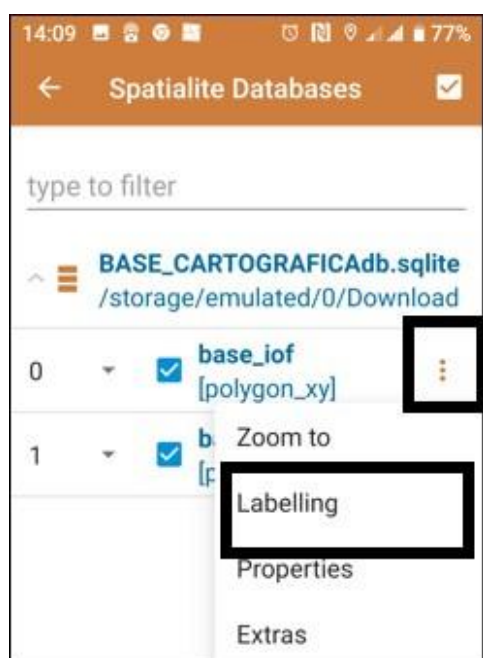 14:09 77%
Spatialite Databases
type to filter
BASE_CARTOGRAFICAdb.sqlite
/storage/emulated/0/Download
0 base_iof
[polygon_xy]
Zoom to
1 b
[p
Labelling
Properties
Extras